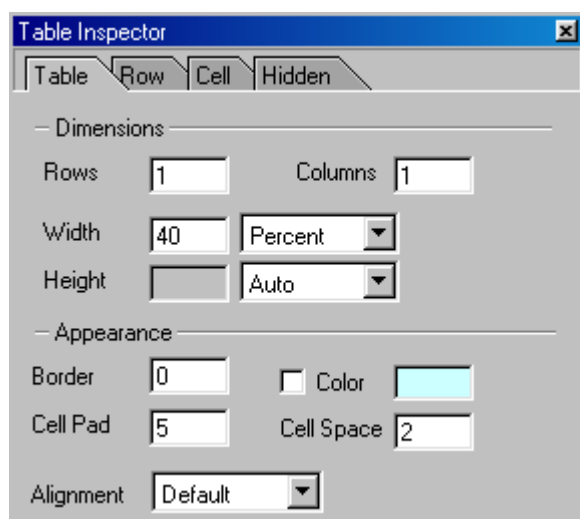 Table Inspector
Table Row Cell Hidden
Dimensions
Rows 1 Columns 1
Width 40 Percent
Height Auto
Appearance
Border 0 Color
Cell Pad 5 Cell Space 2
Alignment Default